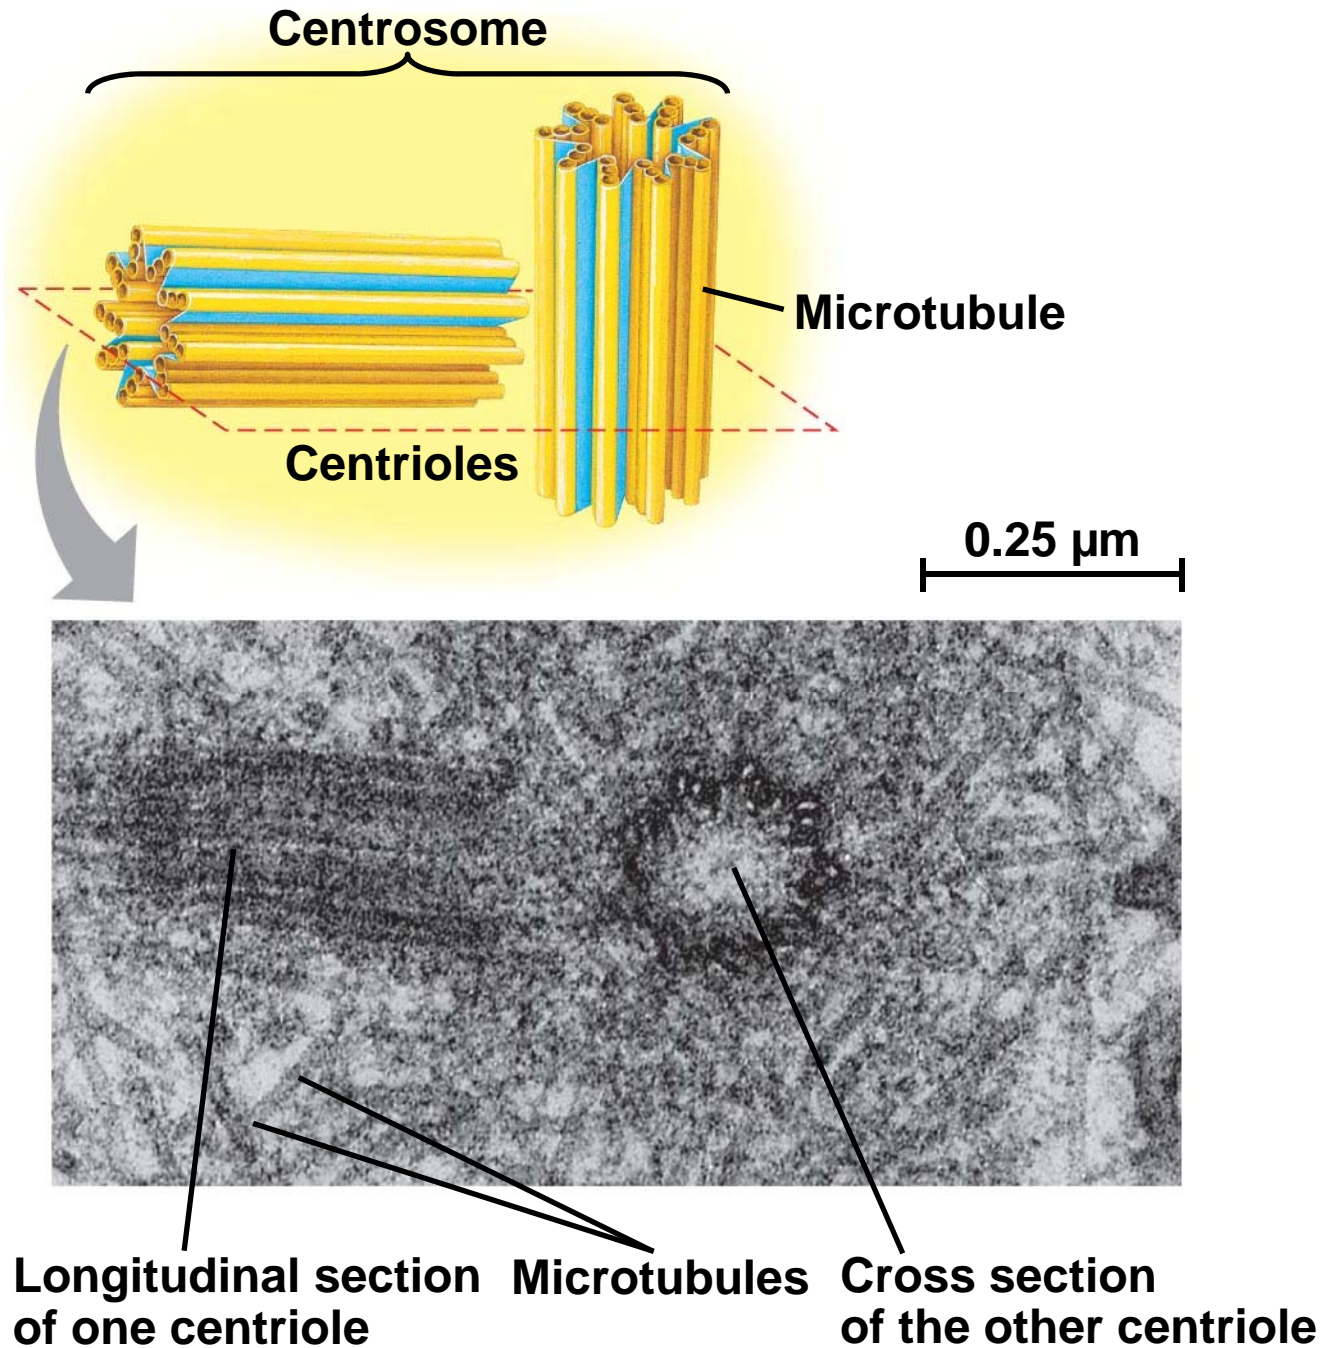 Centrosome
Microtubule
Centrioles
0.25 µm
Longitudinal section
of one centriole
Microtubules
Cross section
of the other centriole